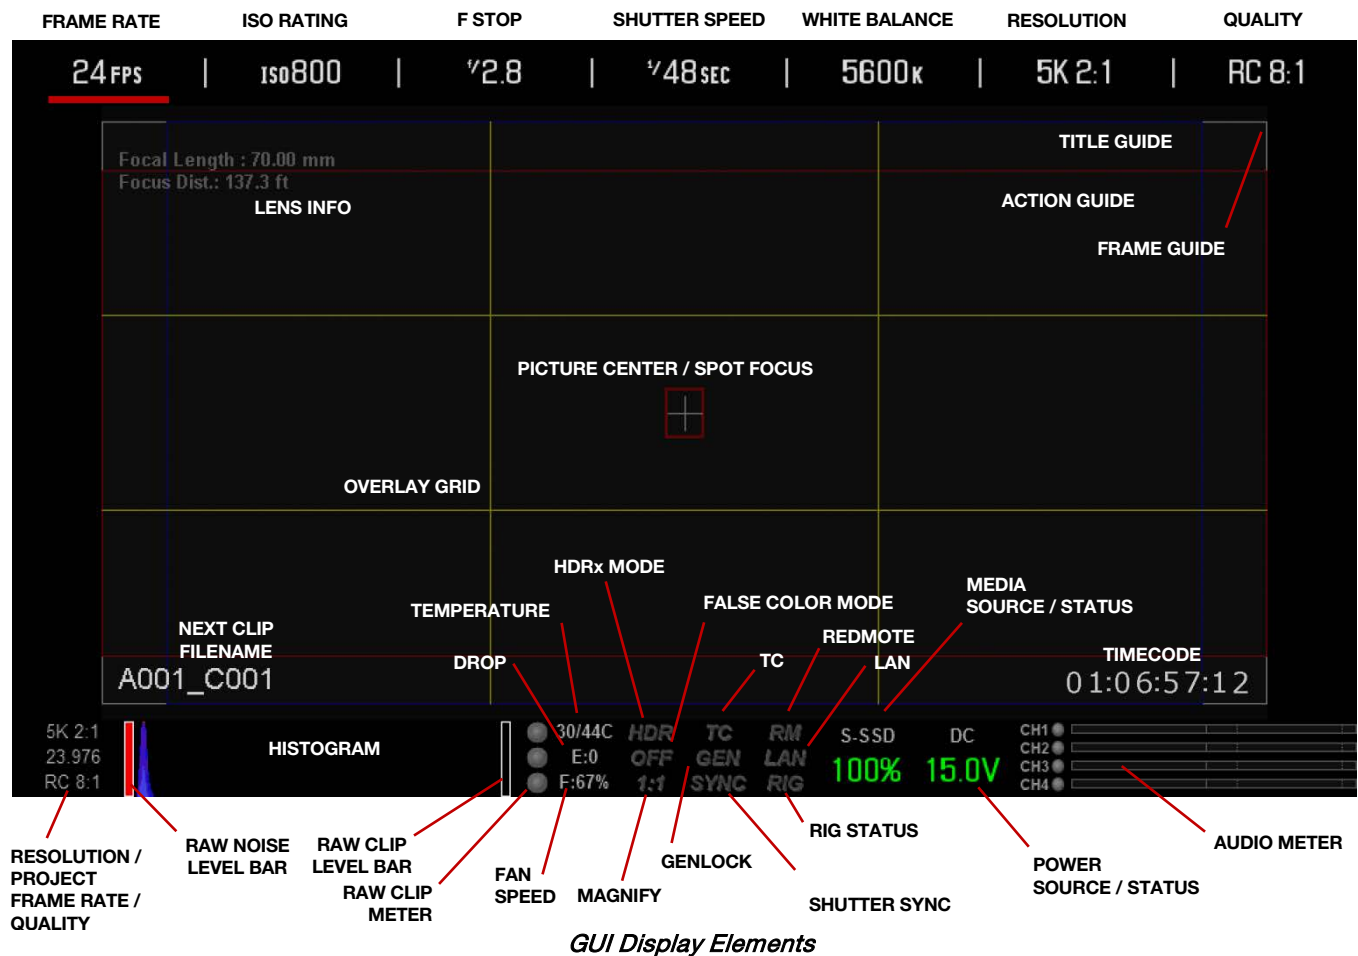 FRAME RATE ISO RATING F STOP SHUTTER SPEED WHITE BALANCE RESOLUTION QUALITY
24 FPS | ISO800 | f/2.8 | 1/48 SEC | 5600 K | 5K 2:1 | RC 8:1
TITLE GUIDE
Focal Length : 70.00 mm
Focus Dist.: 137.3 ft
LENS INFO
ACTION GUIDE
FRAME GUIDE
PICTURE CENTER / SPOT FOCUS
OVERLAY GRID
HDRx MODE
TEMPERATURE
FALSE COLOR MODE
MEDIA
SOURCE / STATUS
NEXT CLIP
FILENAME
DROP
TC
REDMOTE
LAN
TIMECODE
A001_C001
01:06:57:12
5K 2:1
23.976
RC 8:1
HISTOGRAM
30/44C HDR TC RM
E:0 OFF GEN LAN
F:67% 1:1 SYNC RIG
S-SSD DC
100% 15.0V
CH1
CH2
CH3
CH4
RESOLUTION /
PROJECT
FRAME RATE /
QUALITY
RAW NOISE
LEVEL BAR
RAW CLIP
LEVEL BAR
RAW CLIP
METER
FAN
SPEED
MAGNIFY
GENLOCK
SHUTTER SYNC
RIG STATUS
POWER
SOURCE / STATUS
AUDIO METER
GUI Display Elements